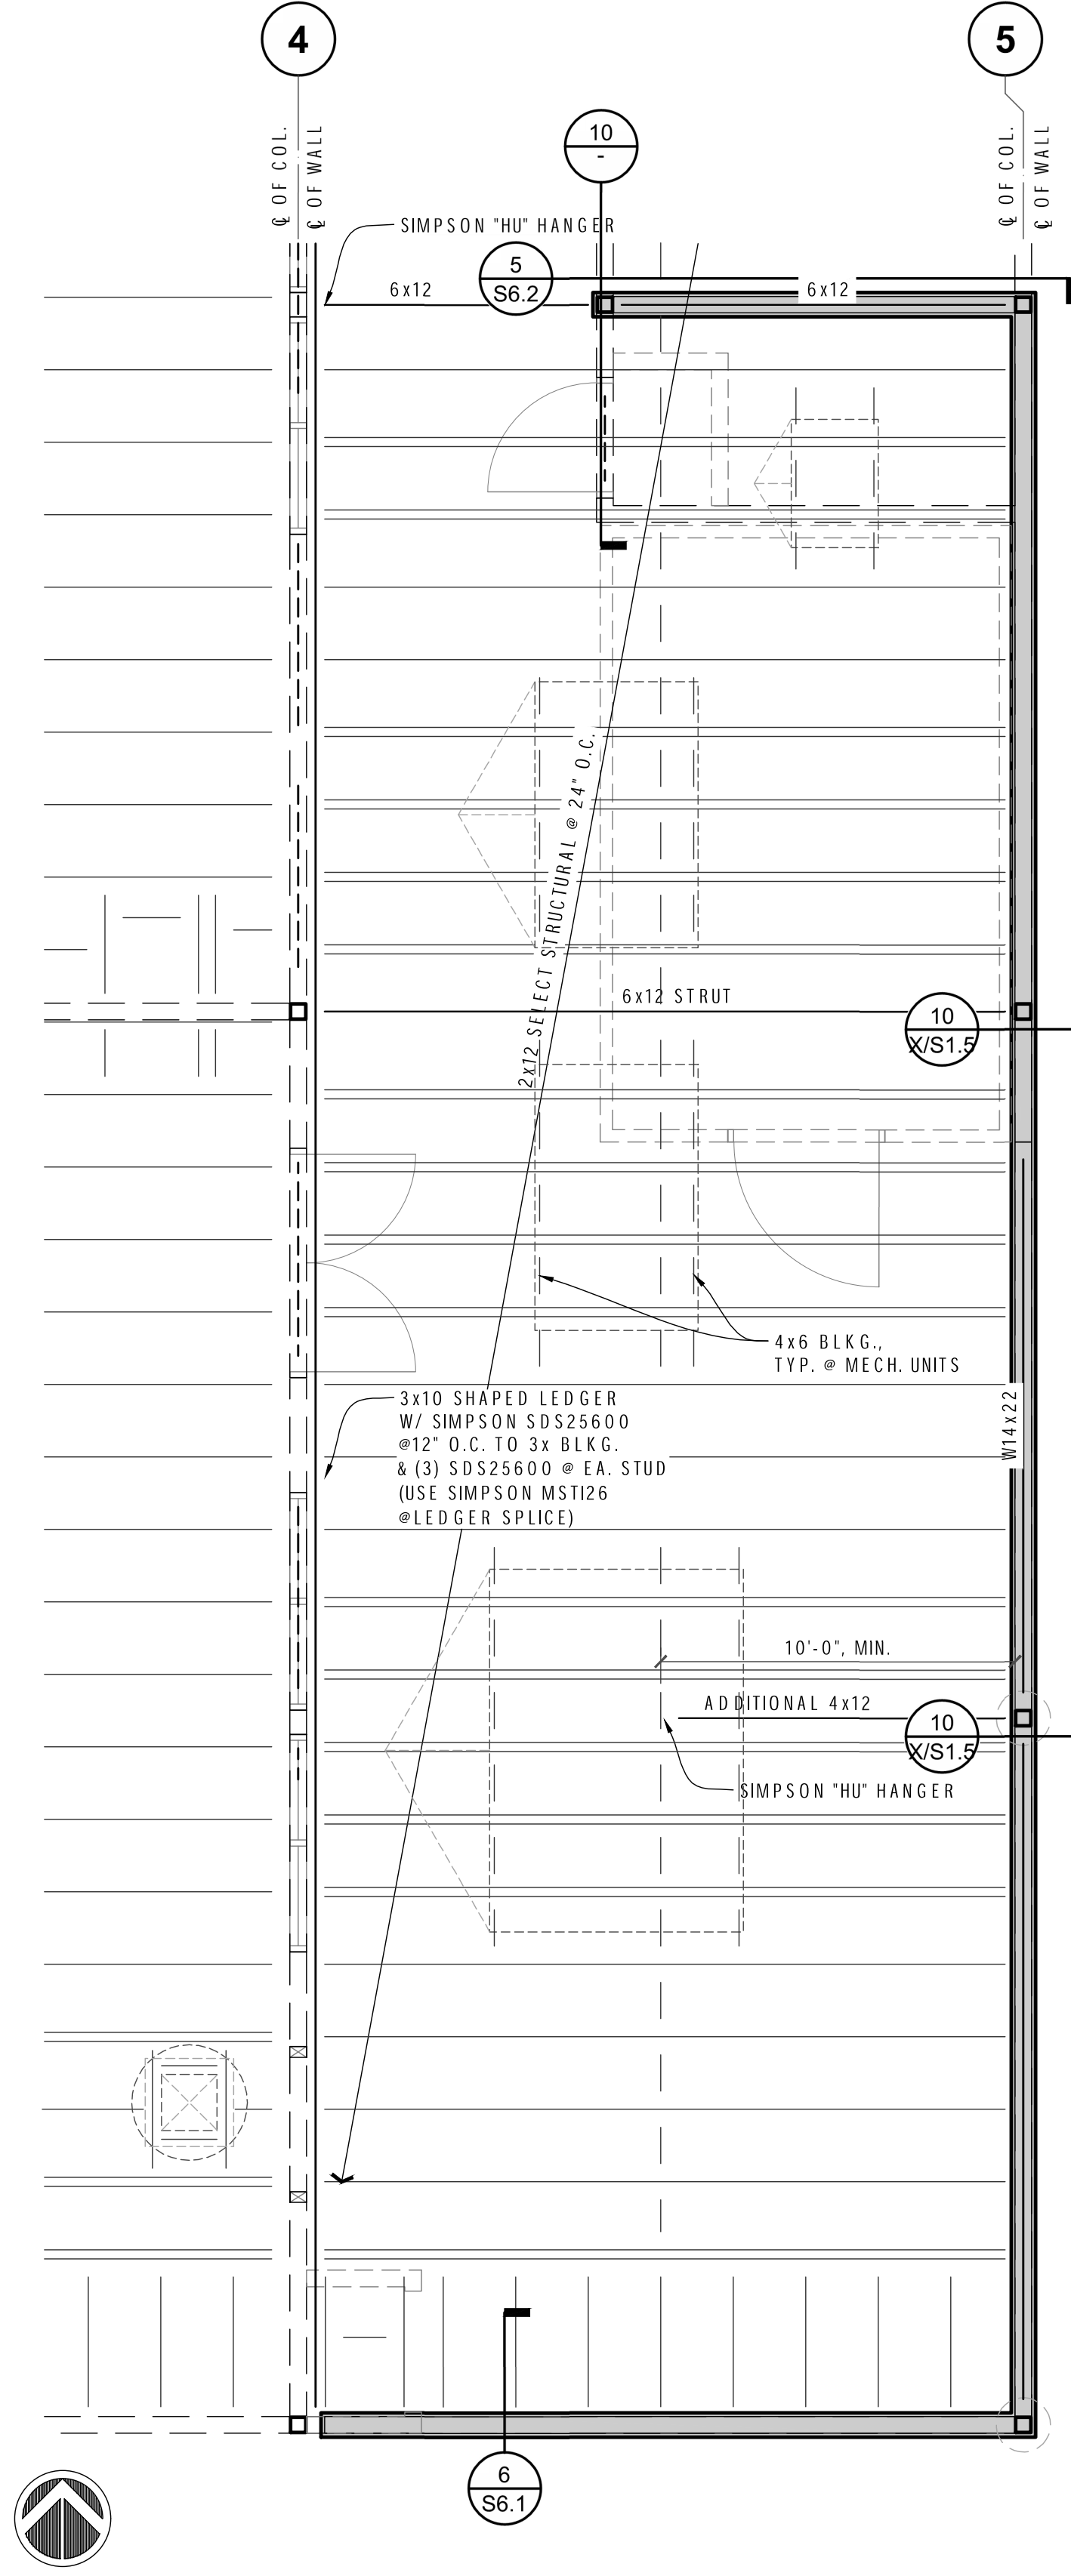 4
5
℄ OF COL.
℄ OF WALL
℄ OF COL.
℄ OF WALL
10
-
SIMPSON "HU" HANGER
5
S6.2
6x12
6x12
2x12 SELECT STRUCTURAL @ 24" O.C.
6x12 STRUT
10
X/S1.5
4x6 BLKG.,
TYP. @ MECH. UNITS
3x10 SHAPED LEDGER
W/ SIMPSON SDS25600
@12" O.C. TO 3x BLKG.
& (3) SDS25600 @ EA. STUD
(USE SIMPSON MSTI26
@LEDGER SPLICE)
W14x22
10'-0", MIN.
ADDITIONAL 4x12
10
X/S1.5
SIMPSON "HU" HANGER
6
S6.1